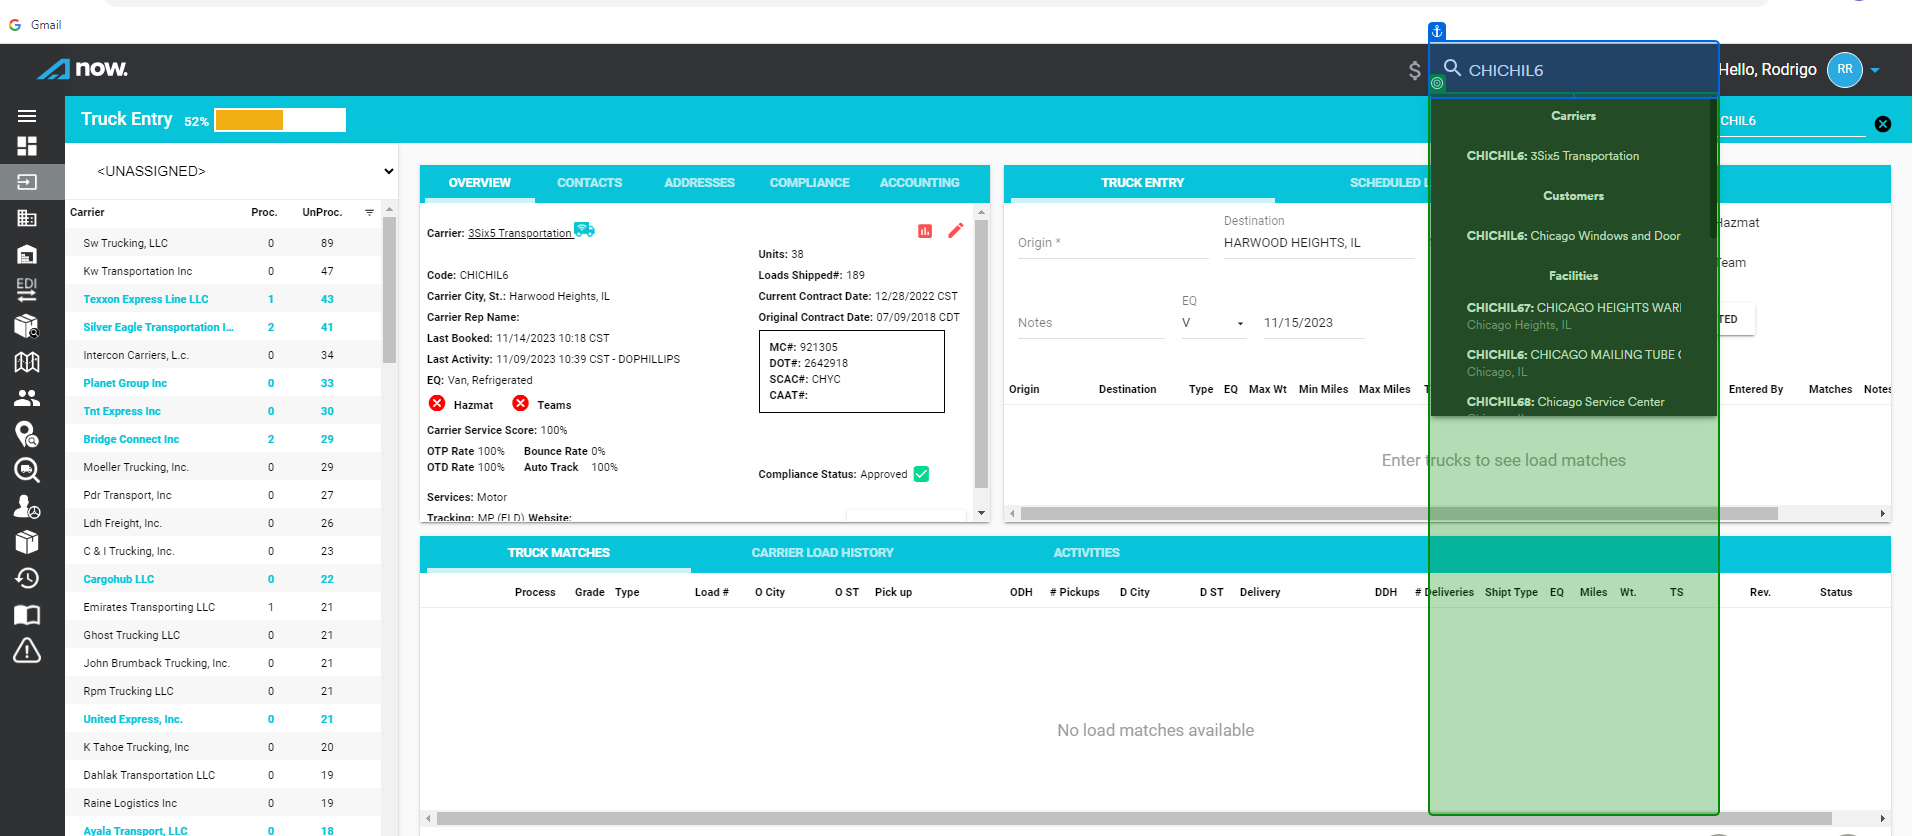 Gmail
now.
$
CHICHIL6
Hello, Rodrigo
RR
Truck Entry 52%
CHIL6
Carriers
CHICHIL6: 3Six5 Transportation
Customers
CHICHIL6: Chicago Windows and Door
Facilities
CHICHIL67: CHICAGO HEIGHTS WAR
Chicago Heights, IL
CHICHIL6: CHICAGO MAILING TUBE
Chicago, IL
CHICHIL68: Chicago Service Center
EDI
<UNASSIGNED>
Carrier Proc. UnProc.
Sw Trucking, LLC 0 89
Kw Transportation Inc 0 47
Texxon Express Line LLC 1 43
Silver Eagle Transportation I... 2 41
Intercon Carriers, L.c. 0 34
Planet Group Inc 0 33
Tnt Express Inc 0 30
Bridge Connect Inc 2 29
Moeller Trucking, Inc. 0 29
Pdr Transport, Inc 0 27
Ldh Freight, Inc. 0 26
C & I Trucking, Inc. 0 23
Cargohub LLC 0 22
Emirates Transporting LLC 1 21
Ghost Trucking LLC 0 21
John Brumback Trucking, Inc. 0 21
Rpm Trucking LLC 0 21
United Express, Inc. 0 21
K Tahoe Trucking, Inc 0 20
Dahlak Transportation LLC 0 19
Raine Logistics Inc 0 19
Ayala Transport, LLC 0 18
OVERVIEW CONTACTS ADDRESSES COMPLIANCE ACCOUNTING
Carrier: 3Six5 Transportation
Code: CHICHIL6
Carrier City, St.: Harwood Heights, IL
Carrier Rep Name:
Last Booked: 11/14/2023 10:18 CST
Last Activity: 11/09/2023 10:39 CST - DOPHILLIPS
EQ: Van, Refrigerated
Hazmat Teams
Carrier Service Score: 100%
OTP Rate 100% Bounce Rate 0%
OTD Rate 100% Auto Track 100%
Services: Motor
Tracking: MP (ELD) Website:
Units: 38
Loads Shipped#: 189
Current Contract Date: 12/28/2022 CST
Original Contract Date: 07/09/2018 CDT
MC#: 921305
DOT#: 2642918
SCAC#: CHYC
CAAT#:
Compliance Status: Approved
TRUCK ENTRY SCHEDULED L
Origin *
Destination
HARWOOD HEIGHTS, IL
Hazmat
Team
Notes
EQ
V
11/15/2023
TED
Origin Destination Type EQ Max Wt Min Miles Max Miles Entered By Matches Notes
Enter trucks to see load matches
TRUCK MATCHES CARRIER LOAD HISTORY ACTIVITIES
Process Grade Type Load # O City O ST Pick up ODH # Pickups D City D ST Delivery DDH # Deliveries Shipt Type EQ Miles Wt. TS Rev. Status
No load matches available